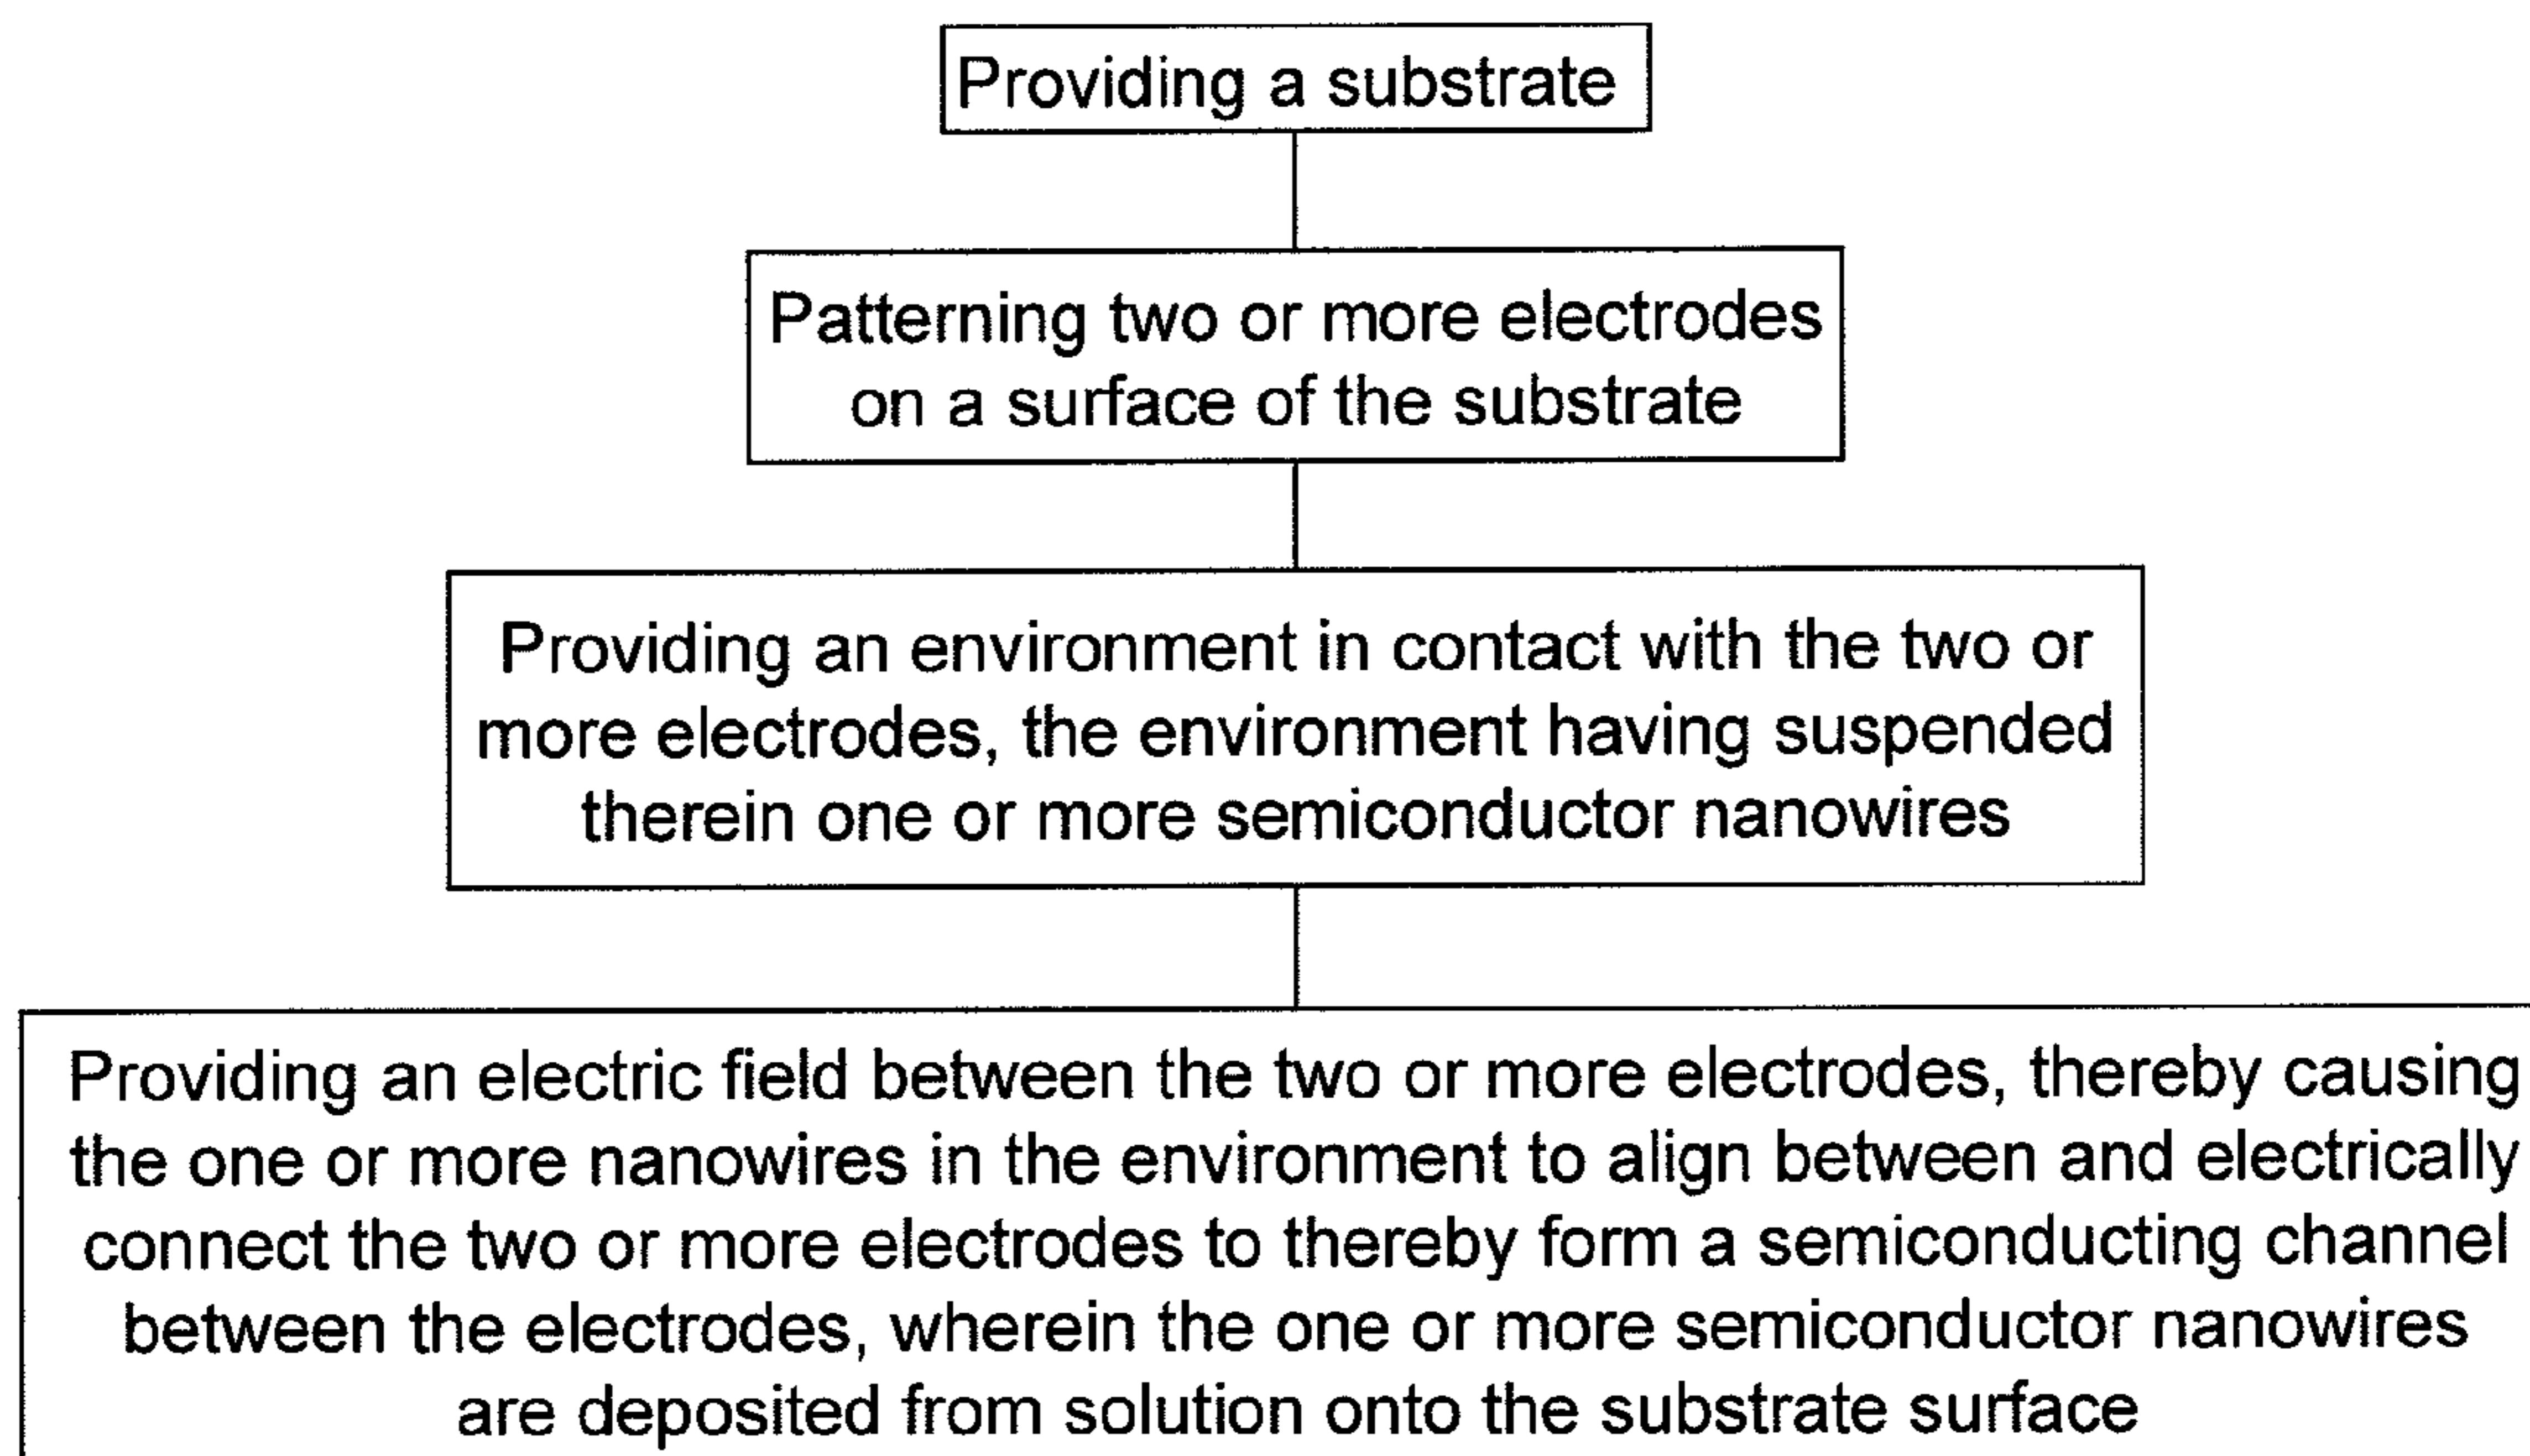 Providing a substrate
Patterning two or more electrodes
on a surface of the substrate
Providing an environment in contact with the two or
more electrodes, the environment having suspended
therein one or more semiconductor nanowires
Providing an electric field between the two or more electrodes, thereby causing
the one or more nanowires in the environment to align between and electrically
connect the two or more electrodes to thereby form a semiconducting channel
between the electrodes, wherein the one or more semiconductor nanowires
are deposited from solution onto the substrate surface